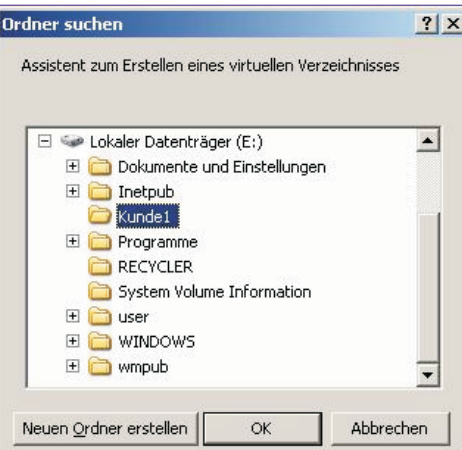 Ordner suchen
Assistent zum Erstellen eines virtuellen Verzeichnisses
Lokaler Datenträger (E:)
Dokumente und Einstellungen
Inetpub
Kunde1
Programme
RECYCLER
System Volume Information
user
WINDOWS
wmpub
Neuen Ordner erstellen OK Abbrechen